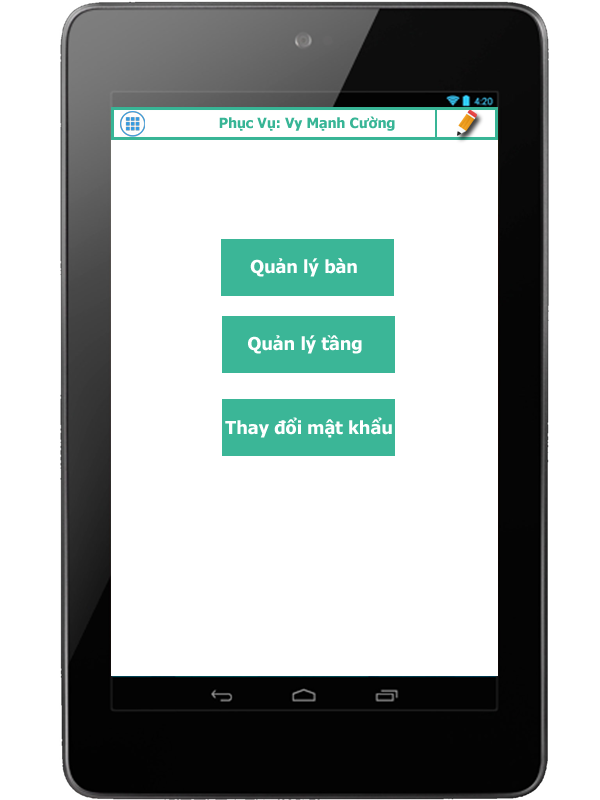 4:20
Phục Vụ: Vy Mạnh Cường
Quản lý bàn
Quản lý tầng
Thay đổi mật khẩu